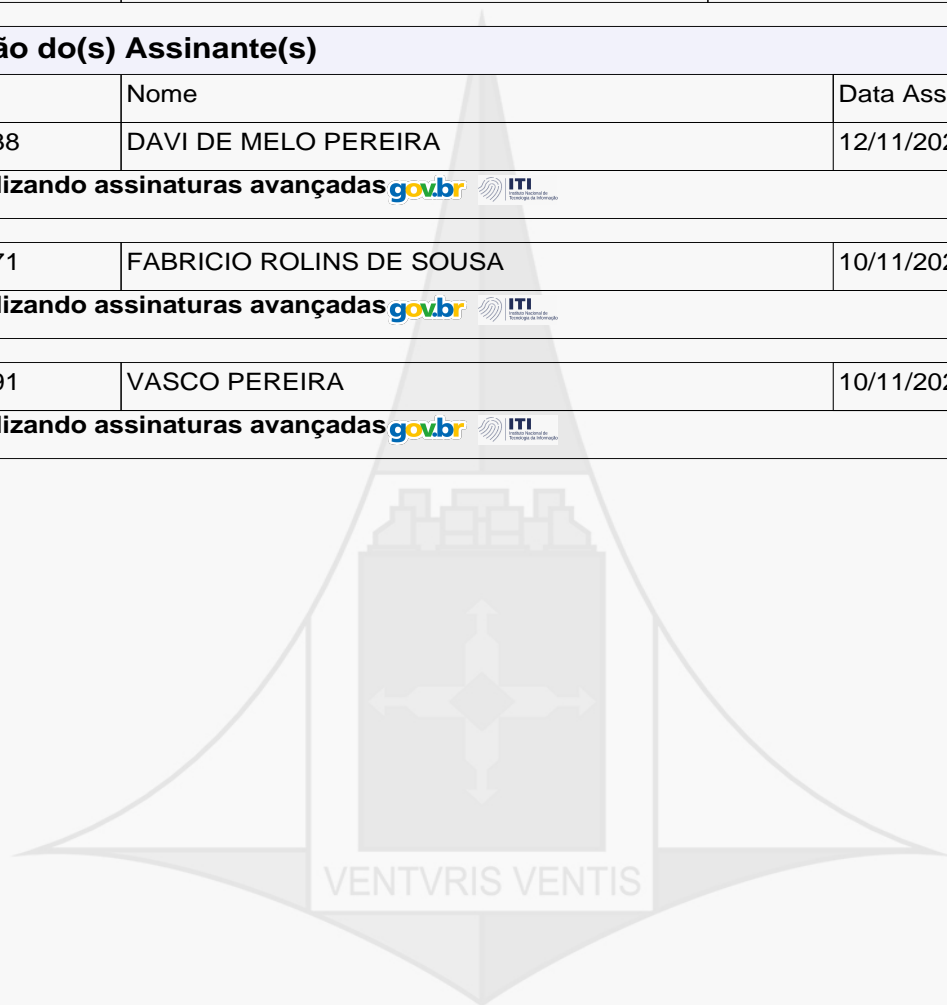 ão do(s) Assinante(s)
Nome Data Ass
38 DAVI DE MELO PEREIRA 12/11/202
lizando assinaturas avançadas gov.br ITI
71 FABRICIO ROLINS DE SOUSA 10/11/202
lizando assinaturas avançadas gov.br ITI
91 VASCO PEREIRA 10/11/202
lizando assinaturas avançadas gov.br ITI
VENTVRIS VENTIS